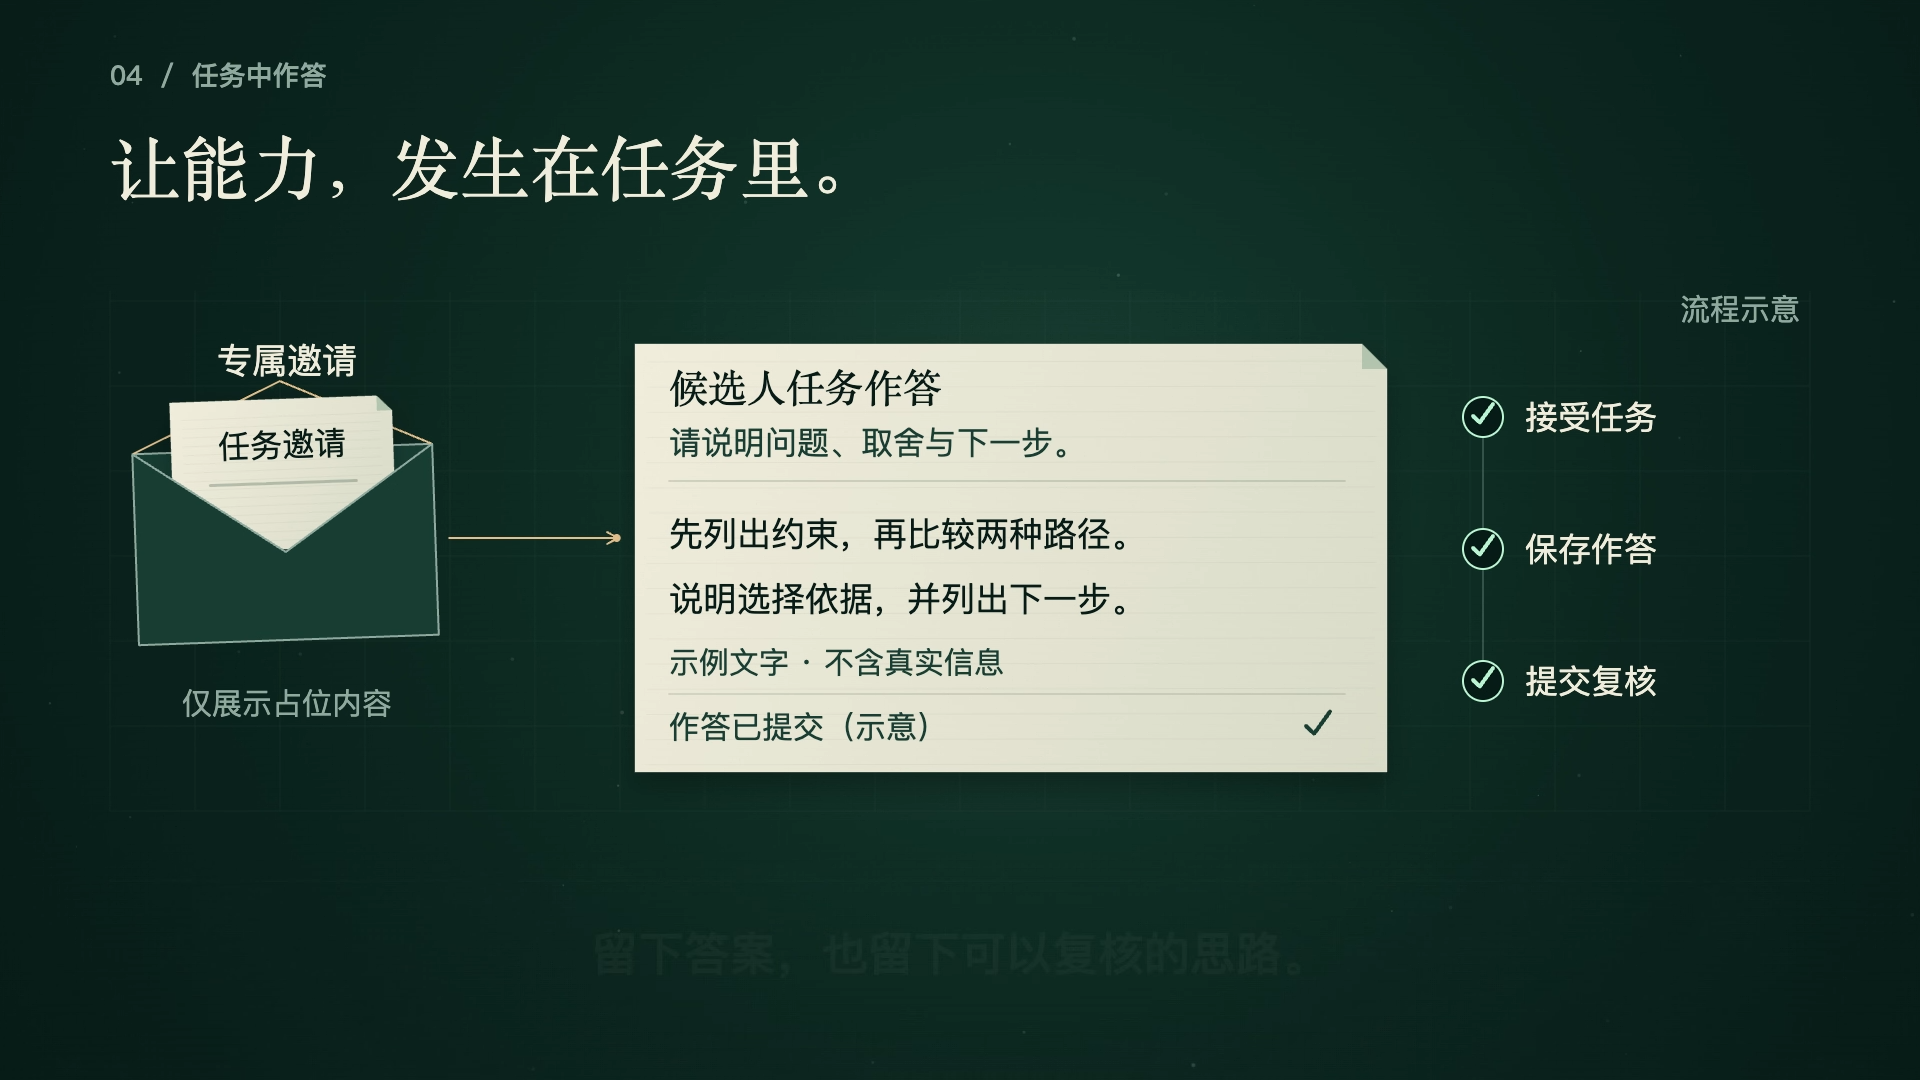 04 / 任务中作答
让能力，发生在任务里。
流程示意
专属邀请
任务邀请
仅展示占位内容
候选人任务作答
请说明问题、取舍与下一步。
先列出约束，再比较两种路径。
说明选择依据，并列出下一步。
示例文字 · 不含真实信息
作答已提交（示意）
接受任务
保存作答
提交复核
留下答案，也留下可以复核的思路。